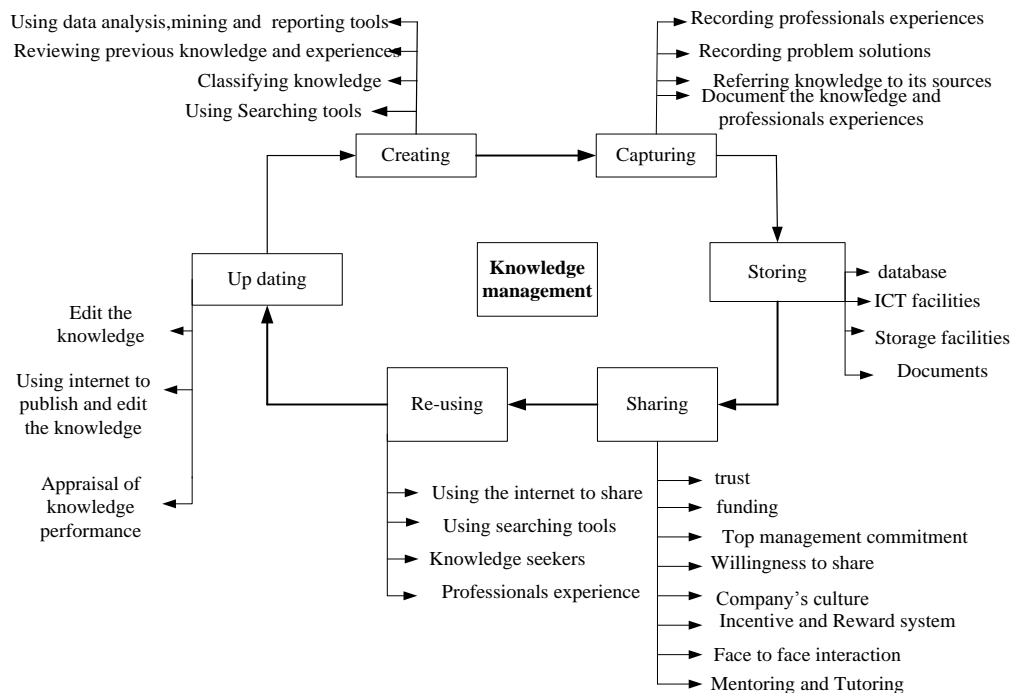 Using data analysis,mining and reporting tools
Reviewing previous knowledge and experiences
Classifying knowledge
Using Searching tools
Recording professionals experiences
Recording problem solutions
Referring knowledge to its sources
Document the knowledge and
professionals experiences
Creating
Capturing
Up dating
Knowledge
management
Storing
database
ICT facilities
Storage facilities
Documents
Edit the
knowledge
Using internet to
publish and edit
the knowledge
Appraisal of
knowledge
performance
Re-using
Sharing
Using the internet to share
Using searching tools
Knowledge seekers
Professionals experience
trust
funding
Top management commitment
Willingness to share
Company’s culture
Incentive and Reward system
Face to face interaction
Mentoring and Tutoring